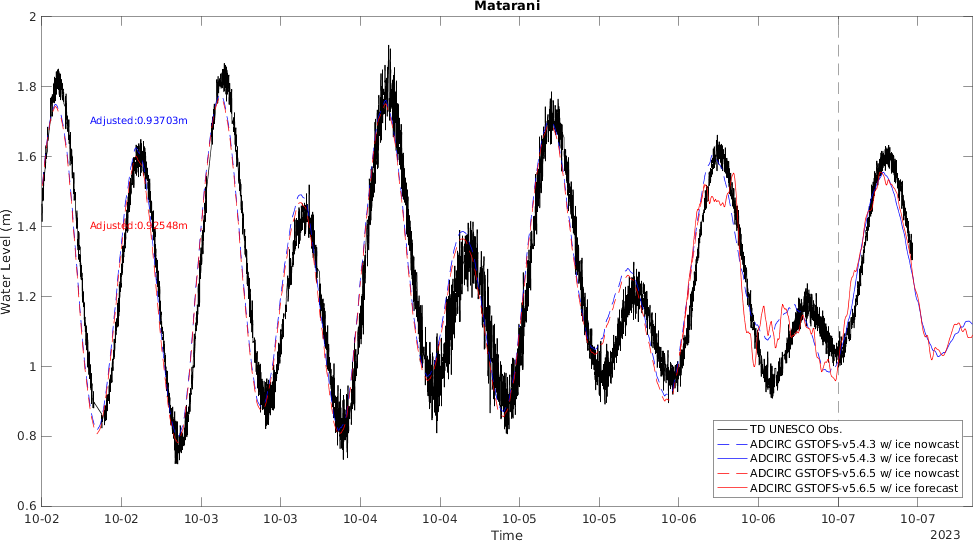 Matarani
2
1.8
1.6
1.4
1.2
1
0.8
0.6
Water Level (m)
Adjusted:0.93703m
Adjusted:0.92548m
TD UNESCO Obs.
ADCIRC GSTOFS-v5.4.3 w/ ice nowcast
ADCIRC GSTOFS-v5.4.3 w/ ice forecast
ADCIRC GSTOFS-v5.6.5 w/ ice nowcast
ADCIRC GSTOFS-v5.6.5 w/ ice forecast
10-02 10-02 10-03 10-03 10-04 10-04 10-05 10-05 10-06 10-06 10-07 10-07
Time
2023